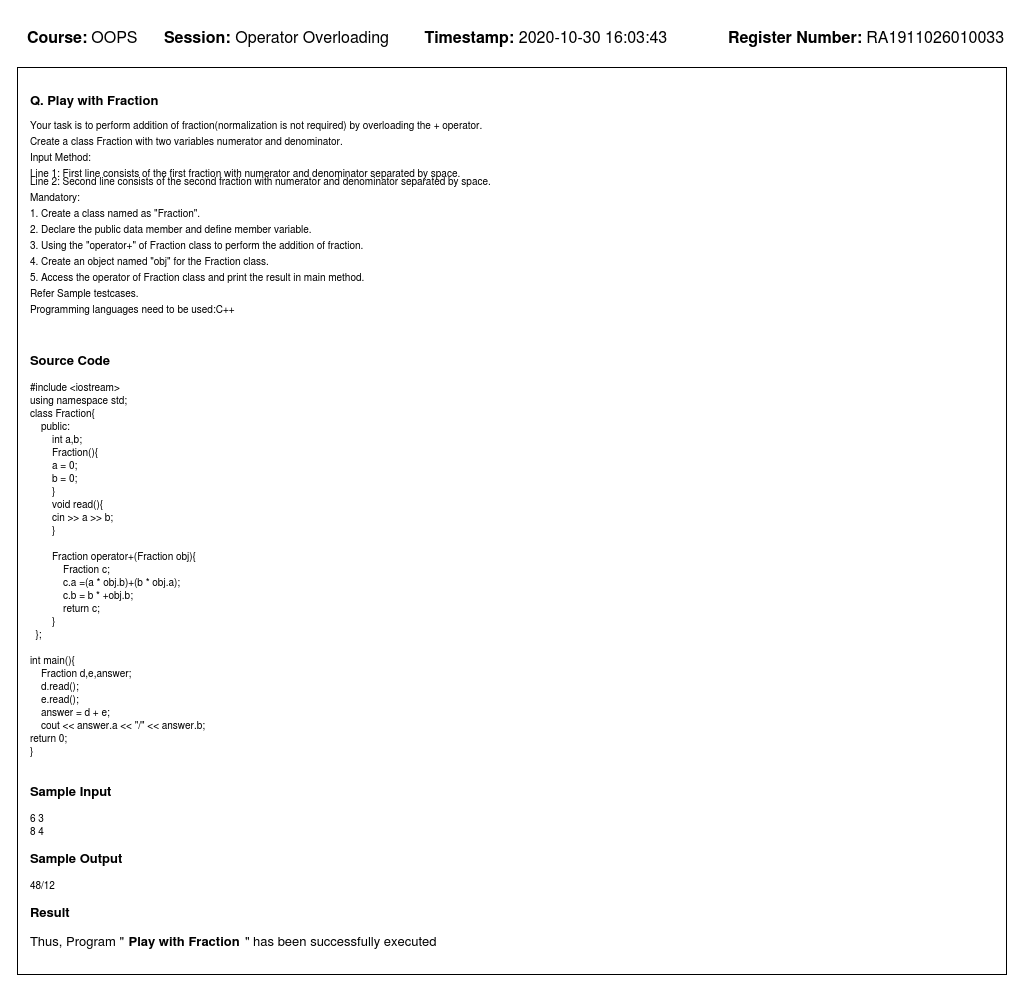 Course: OOPS Session: Operator Overloading Timestamp: 2020-10-30 16:03:43 Register Number: RA1911026010033
Q. Play with Fraction
Your task is to perform addition of fraction(normalization is not required) by overloading the + operator.
Create a class Fraction with two variables numerator and denominator.
Input Method:
Line 1: First line consists of the first fraction with numerator and denominator separated by space.
Line 2: Second line consists of the second fraction with numerator and denominator separated by space.
Mandatory:
1. Create a class named as "Fraction".
2. Declare the public data member and define member variable.
3. Using the "operator+" of Fraction class to perform the addition of fraction.
4. Create an object named "obj" for the Fraction class.
5. Access the operator of Fraction class and print the result in main method.
Refer Sample testcases.
Programming languages need to be used:C++
Source Code
#include <iostream>
using namespace std;
class Fraction{
public:
int a,b;
Fraction(){
a = 0;
b = 0;
}
void read(){
cin >> a >> b;
}
Fraction operator+(Fraction obj){
Fraction c;
c.a =(a * obj.b)+(b * obj.a);
c.b = b * +obj.b;
return c;
}
};
int main(){
Fraction d,e,answer;
d.read();
e.read();
answer = d + e;
cout << answer.a << "/" << answer.b;
return 0;
}
Sample Input
6 3
8 4
Sample Output
48/12
Result
Thus, Program " Play with Fraction " has been successfully executed